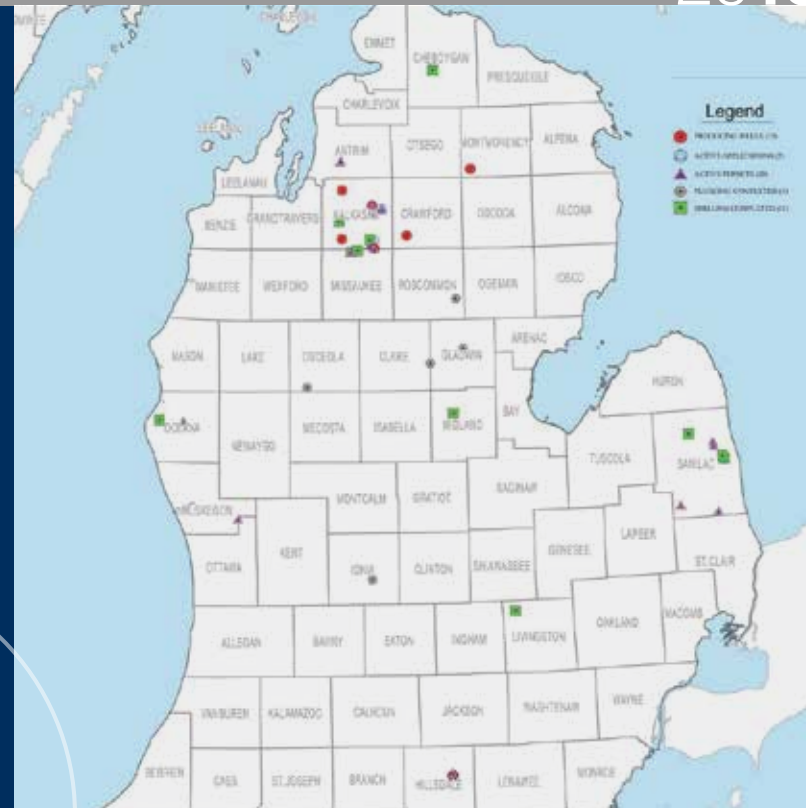 CHARLEVOIX
EMMET
CHEBOYGAN
PRESQUE ISLE
CHARLEVOIX
LEELANAU
ANTRIM
OTSEGO
MONTMORENCY
ALPENA
Legend
LEELANAU
BENZIE
GRAND TRAVERS
KALKASKA
CRAWFORD
OSCODA
ALCONA
MANISTEE
WEXFORD
MISSAUKEE
ROSCOMMON
OGEMAW
IOSCO
ARENAC
MASON
LAKE
OSCEOLA
CLARE
GLADWIN
HURON
OCEANA
NEWAYGO
MECOSTA
ISABELLA
MIDLAND
BAY
TUSCOLA
SANILAC
MUSKEGON
MONTCALM
GRATIOT
SAGINAW
OTTAWA
KENT
IONIA
CLINTON
SHIAWASSEE
GENESEE
LAPEER
ST. CLAIR
ALLEGAN
BARRY
EATON
INGHAM
LIVINGSTON
OAKLAND
MACOMB
VAN BUREN
KALAMAZOO
CALHOUN
JACKSON
WASHTENAW
WAYNE
BERRIEN
CASS
ST. JOSEPH
BRANCH
HILLSDALE
LENAWEE
MONROE